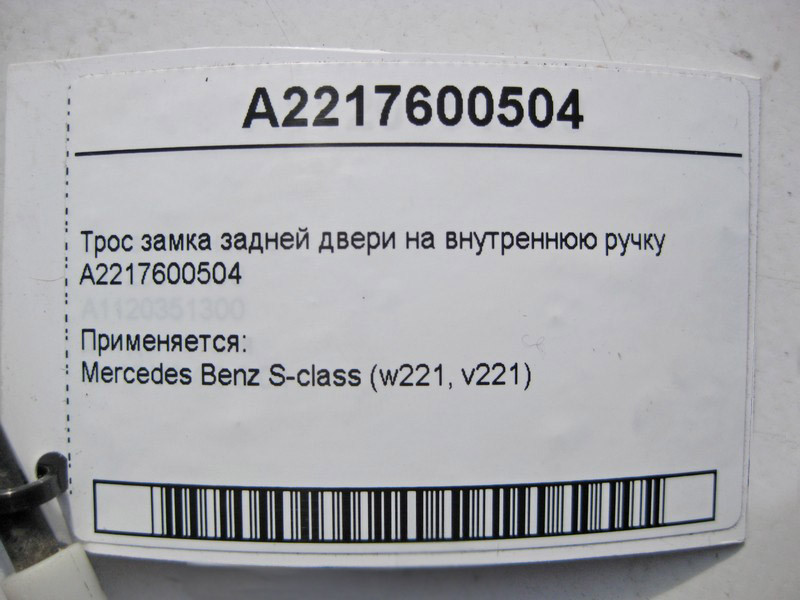 A2217600504
Трос замка задней двери на внутреннюю ручку
A2217600504
A1120351300
Применяется:
Mercedes Benz S-class (w221, v221)